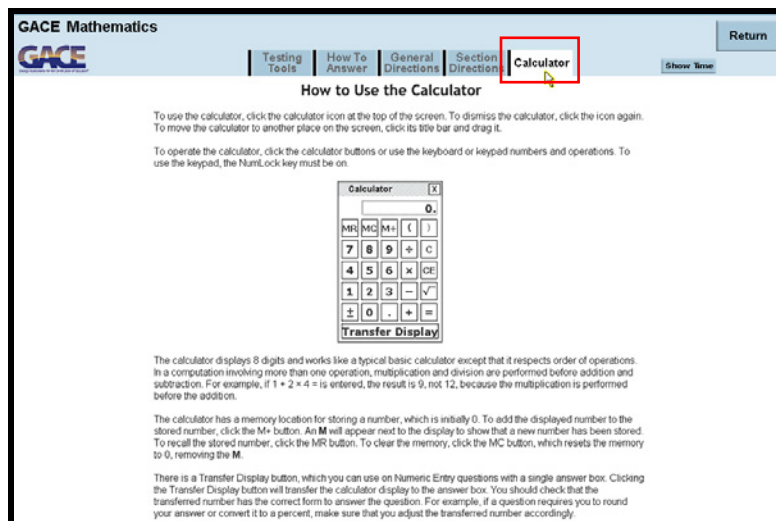 GACE Mathematics
Return
GACE
Testing Tools
How To Answer
General Directions
Section Directions
Calculator
Show Time
How to Use the Calculator
To use the calculator, click the calculator icon at the top of the screen. To dismiss the calculator, click the icon again.
To move the calculator to another place on the screen, click its title bar and drag it.
To operate the calculator, click the calculator buttons or use the keyboard or keypad numbers and operations. To
use the keypad, the NumLock key must be on.
Calculator X
0.
MR MC M+ ( )
7 8 9 ÷ C
4 5 6 × CE
1 2 3 − √
± 0 . + =
Transfer Display
The calculator displays 8 digits and works like a typical basic calculator except that it respects order of operations.
In a computation involving more than one operation, multiplication and division are performed before addition and
subtraction. For example, if 1 + 2 × 4 = is entered, the result is 9, not 12, because the multiplication is performed
before the addition.
The calculator has a memory location for storing a number, which is initially 0. To add the displayed number to the
stored number, click the M+ button. An M will appear next to the display to show that a new number has been stored.
To recall the stored number, click the MR button. To clear the memory, click the MC button, which resets the memory
to 0, removing the M.
There is a Transfer Display button, which you can use on Numeric Entry questions with a single answer box. Clicking
the Transfer Display button will transfer the calculator display to the answer box. You should check that the
transferred number has the correct form to answer the question. For example, if a question requires you to round
your answer or convert it to a percent, make sure that you adjust the transferred number accordingly.